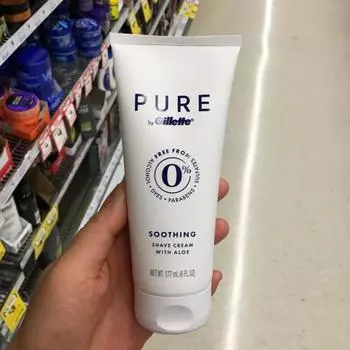 PURE
by Gillette
FREE FROM SULFATES
ALCOHOL • DYES • PARABENS •
0%
SOOTHING
SHAVE CREAM
WITH ALOE
NET WT. 177 mL (6 FL OZ)